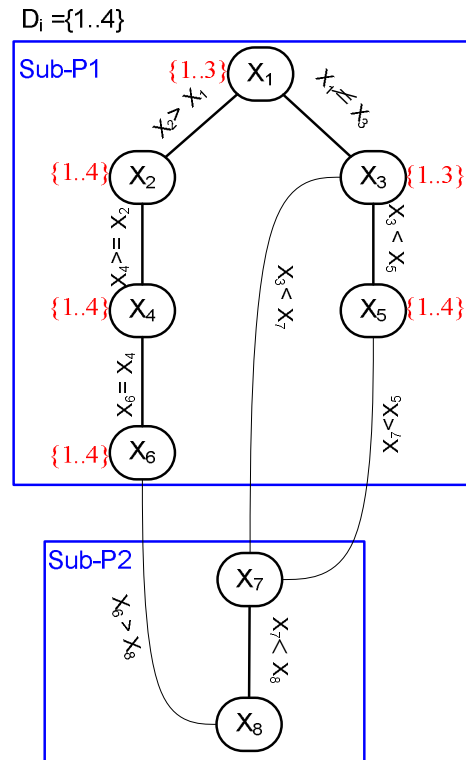 Di ={1..4}
Sub-P1
{1..3}
X1
X2> X1
X1≤ X3
{1..4}
X2
X3
{1..3}
X4>= X2
X3 < X7
X3 < X5
{1..4}
X4
X5
{1..4}
X6= X4
X7<X5
{1..4}
X6
Sub-P2
X7
X6 > X8
X7 < X8
X8